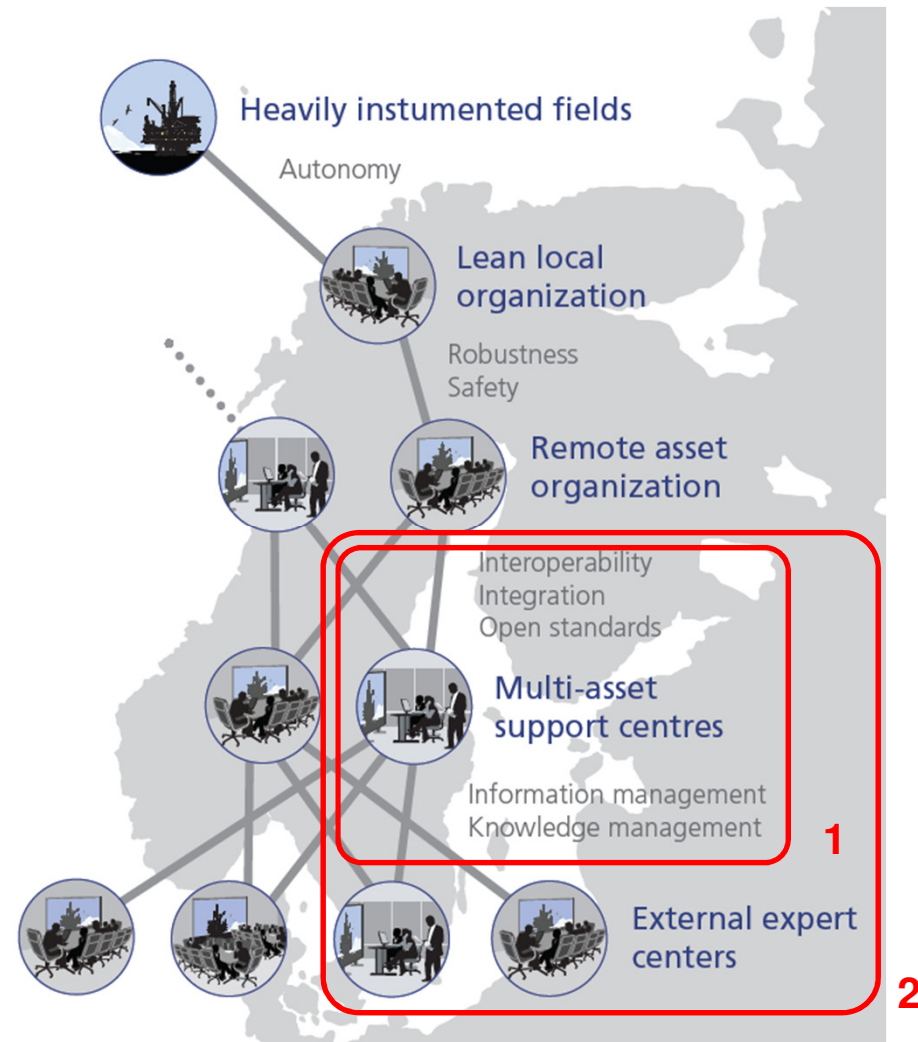 Heavily instumented fields
Autonomy
Lean local
organization
Robustness
Safety
Remote asset
organization
Interoperability
Integration
Open standards
Multi-asset
support centres
Information management
Knowledge management
1
External expert
centers
2